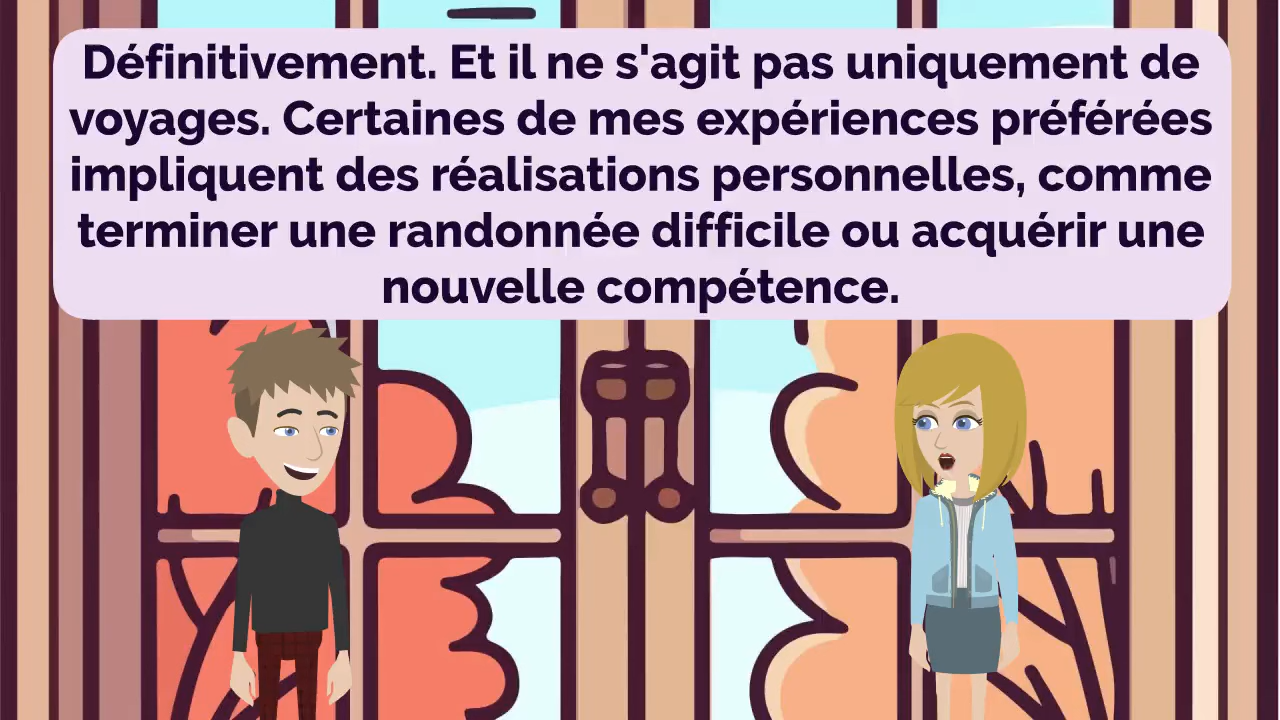 Définitivement. Et il ne s'agit pas uniquement de
voyages. Certaines de mes expériences préférées
impliquent des réalisations personnelles, comme
terminer une randonnée difficile ou acquérir une
nouvelle compétence.